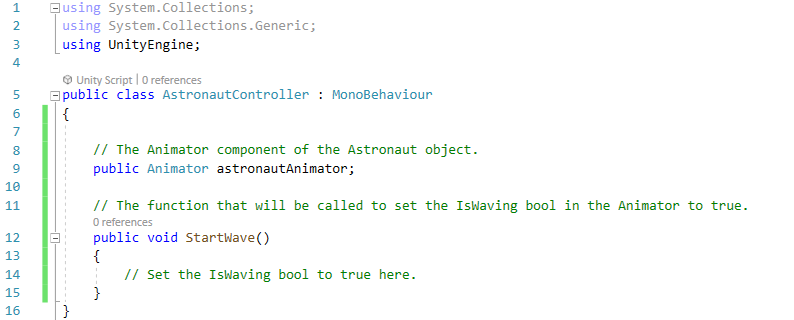 1 using System.Collections;
2 using System.Collections.Generic;
3 using UnityEngine;
4
Unity Script | 0 references
5 public class AstronautController : MonoBehaviour
6 {
7
8 // The Animator component of the Astronaut object.
9 public Animator astronautAnimator;
10
11 // The function that will be called to set the IsWaving bool in the Animator to true.
0 references
12 public void StartWave()
13 {
14 // Set the IsWaving bool to true here.
15 }
16 }